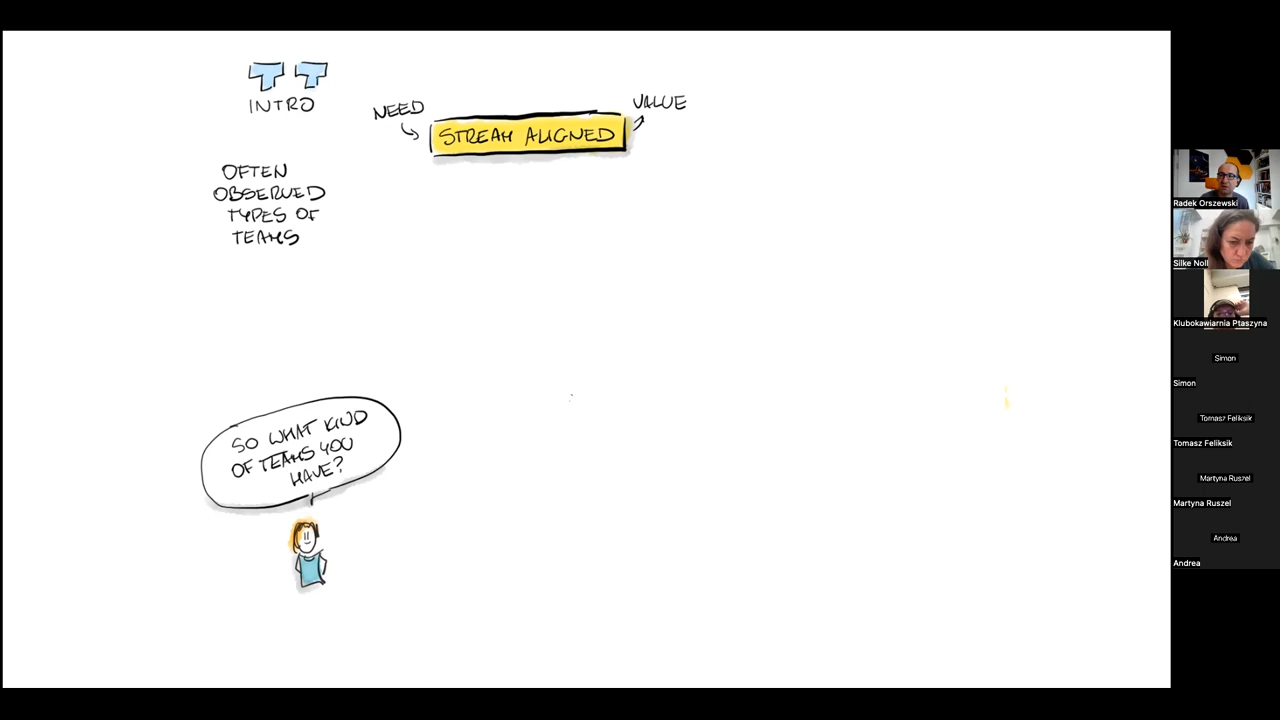 INTRO
NEED
VALUE
STREAM ALIGNED
OFTEN
OBSERVED
TYPES OF
TEAMS
SO WHAT KIND
OF TEAMS YOU
HAVE?
Radek Orszewski
Silke Noll
Klubokawiarnia Ptaszyna
Simon
Simon
Tomasz Feliksik
Tomasz Feliksik
Martyna Ruszel
Martyna Ruszel
Andrea
Andrea